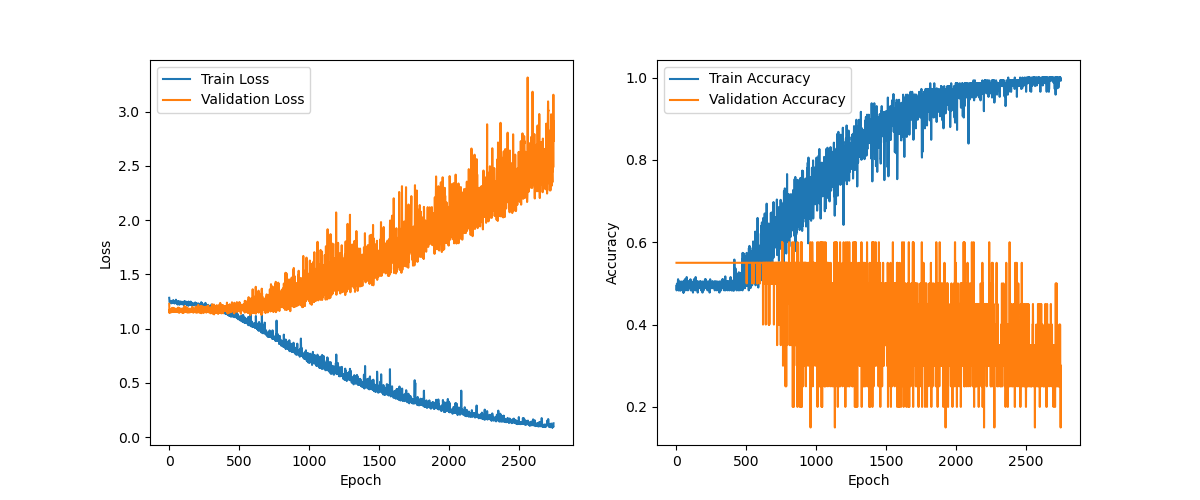 Train Loss
Validation Loss
3.0
2.5
2.0
1.5
1.0
0.5
0.0
Loss
0 500 1000 1500 2000 2500
Epoch
Train Accuracy
Validation Accuracy
1.0
0.8
0.6
0.4
0.2
Accuracy
0 500 1000 1500 2000 2500
Epoch